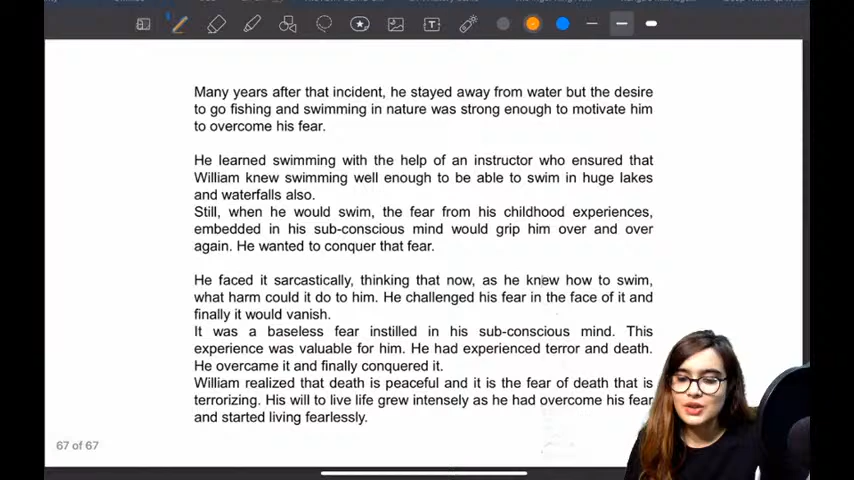 Many years after that incident, he stayed away from water but the desire
to go fishing and swimming in nature was strong enough to motivate him
to overcome his fear.
He learned swimming with the help of an instructor who ensured that
William knew swimming well enough to be able to swim in huge lakes
and waterfalls also.
Still, when he would swim, the fear from his childhood experiences,
embedded in his sub-conscious mind would grip him over and over
again. He wanted to conquer that fear.
He faced it sarcastically, thinking that now, as he knew how to swim,
what harm could it do to him. He challenged his fear in the face of it and
finally it would vanish.
It was a baseless fear instilled in his sub-conscious mind. This
experience was valuable for him. He had experienced terror and death.
He overcame it and finally conquered it.
William realized that death is peaceful and it is the fear of death that is
terrorizing. His will to live life grew intensely as he had overcome his fear
and started living fearlessly.
67 of 67